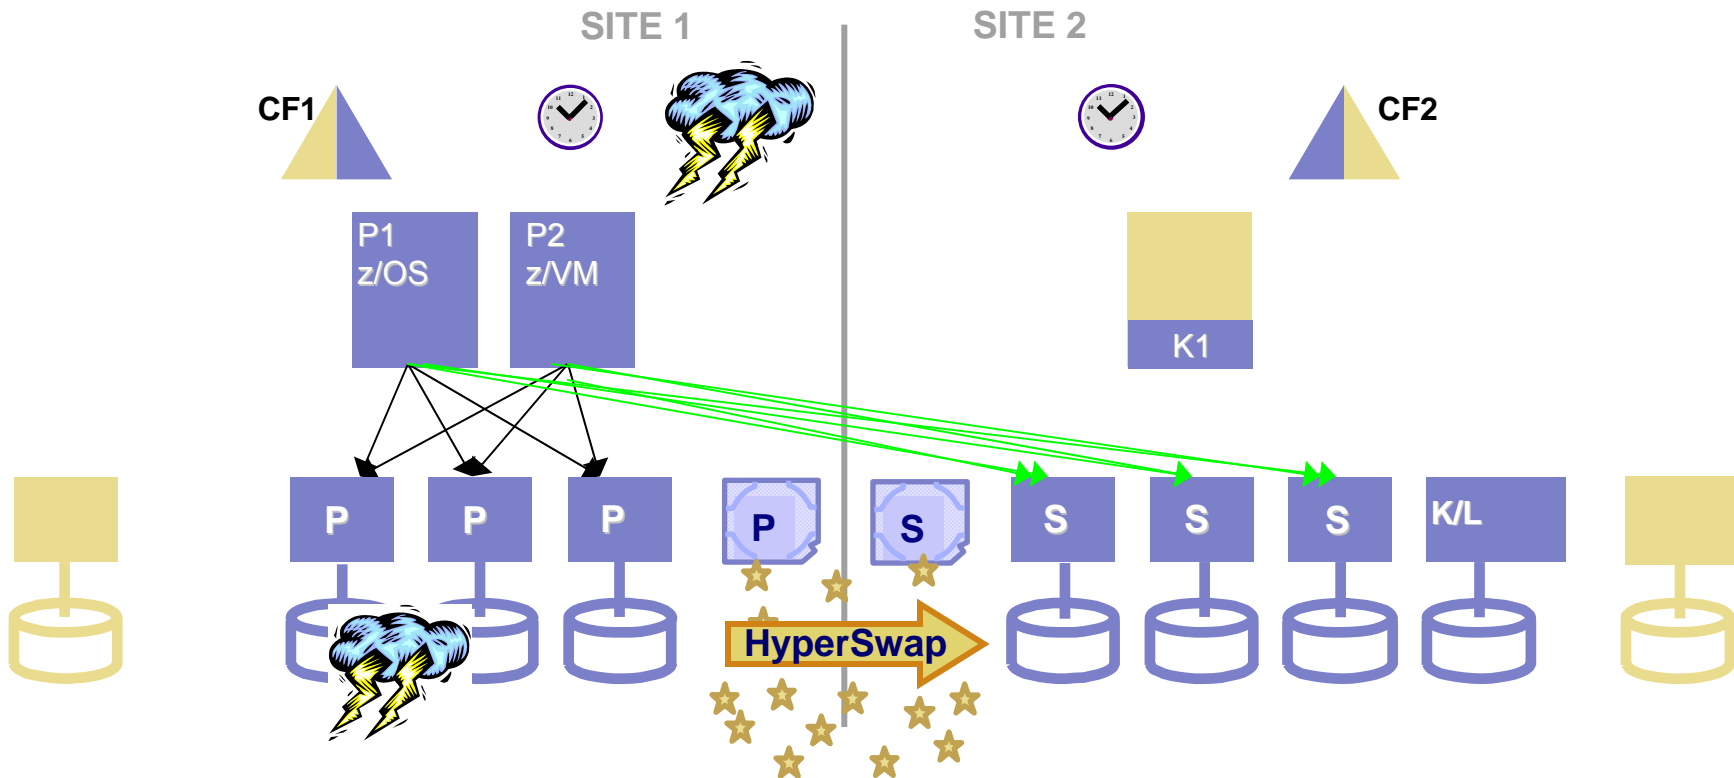 SITE 1
SITE 2
CF1
CF2
P1
z/OS
P2
z/VM
K1
P
P
P
P
S
S
S
S
K/L
HyperSwap